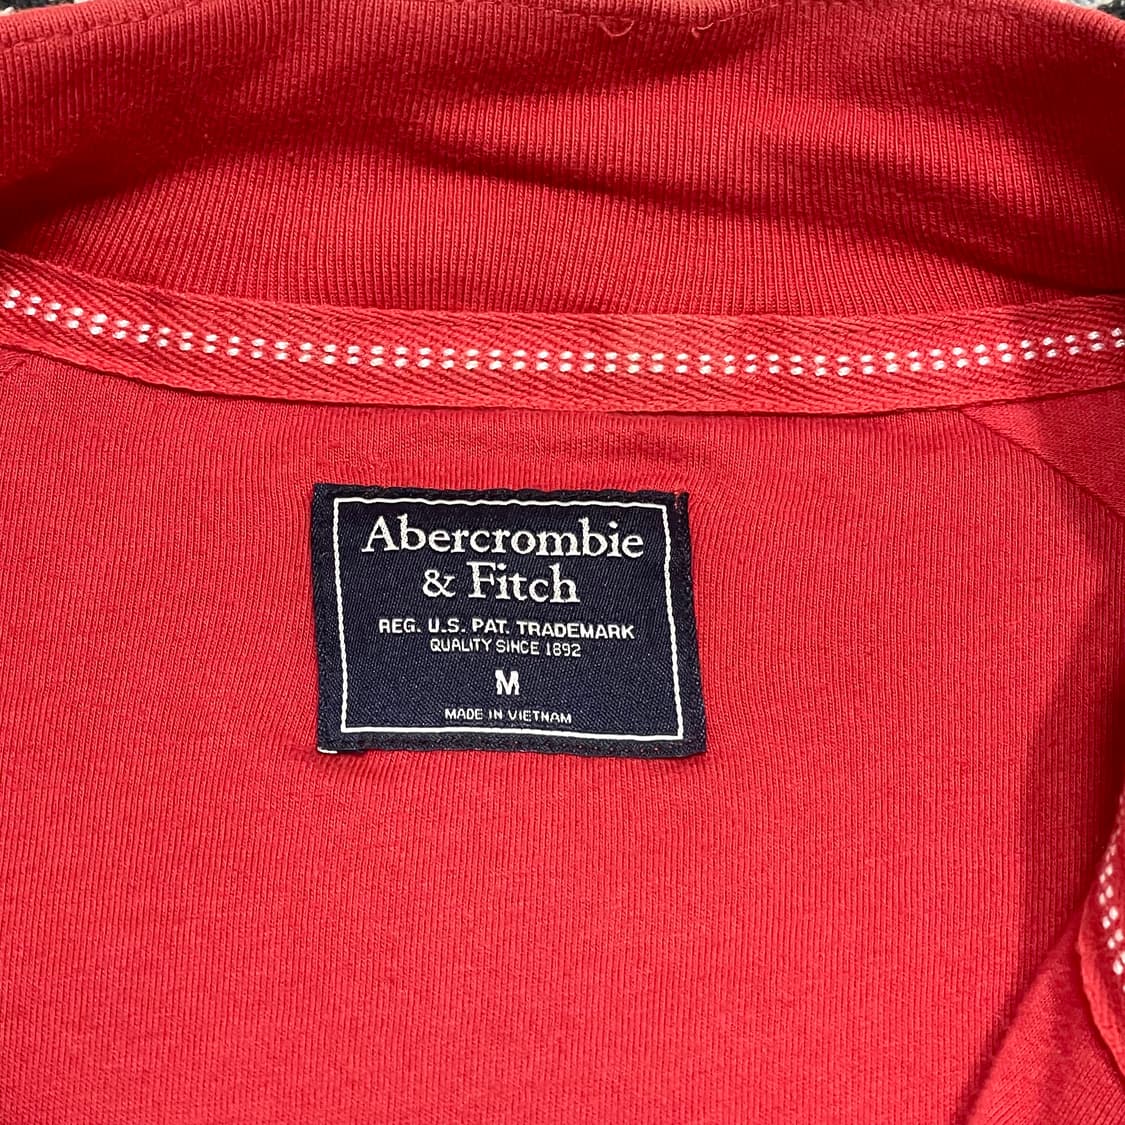 Abercrombie
& Fitch
REG. U.S. PAT. TRADEMARK
QUALITY SINCE 1892
M
MADE IN VIETNAM